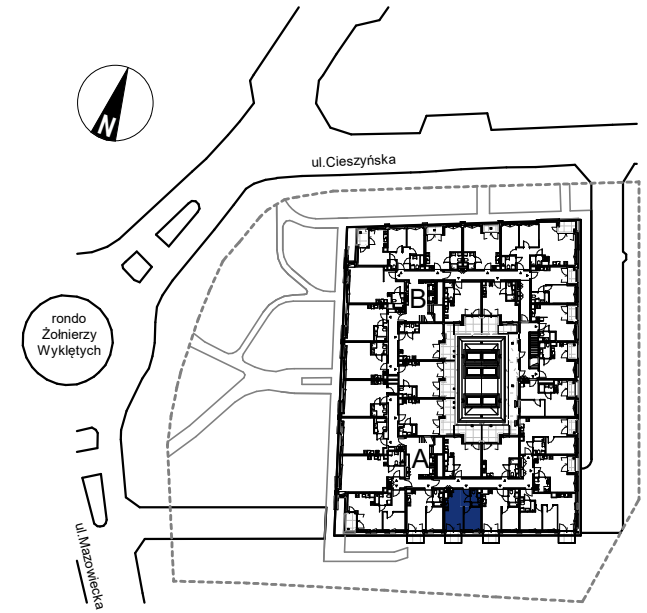 N
ul.Cieszyńska
rondo
Żołnierzy
Wyklętych
B
A
ul.Mazowiecka